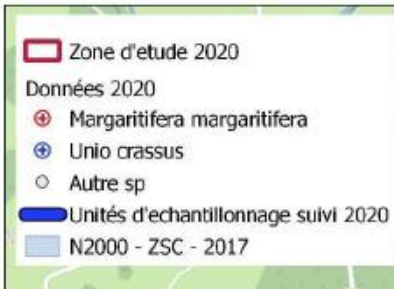 Zone d'etude 2020
Données 2020
Margaritifera margaritifera
Unio crassus
Autre sp
Unités d'echantillonnage suivi 2020
N2000 - ZSC - 2017